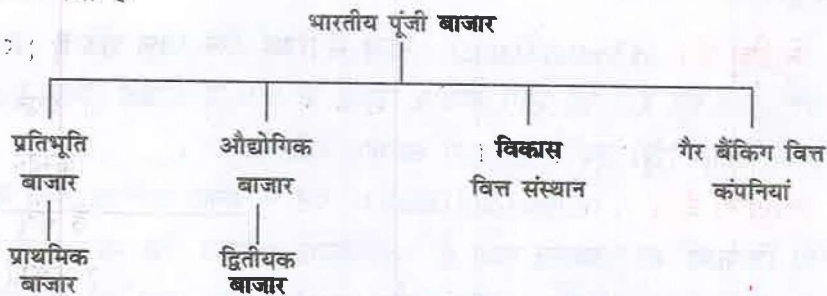 भारतीय पूंजी बाजार
प्रतिभूति औद्योगिक विकास गैर बैंकिग वित्त
बाजार बाजार वित्त संस्थान कंपनियां
प्राथमिक द्वितीयक
बाजार बाजार